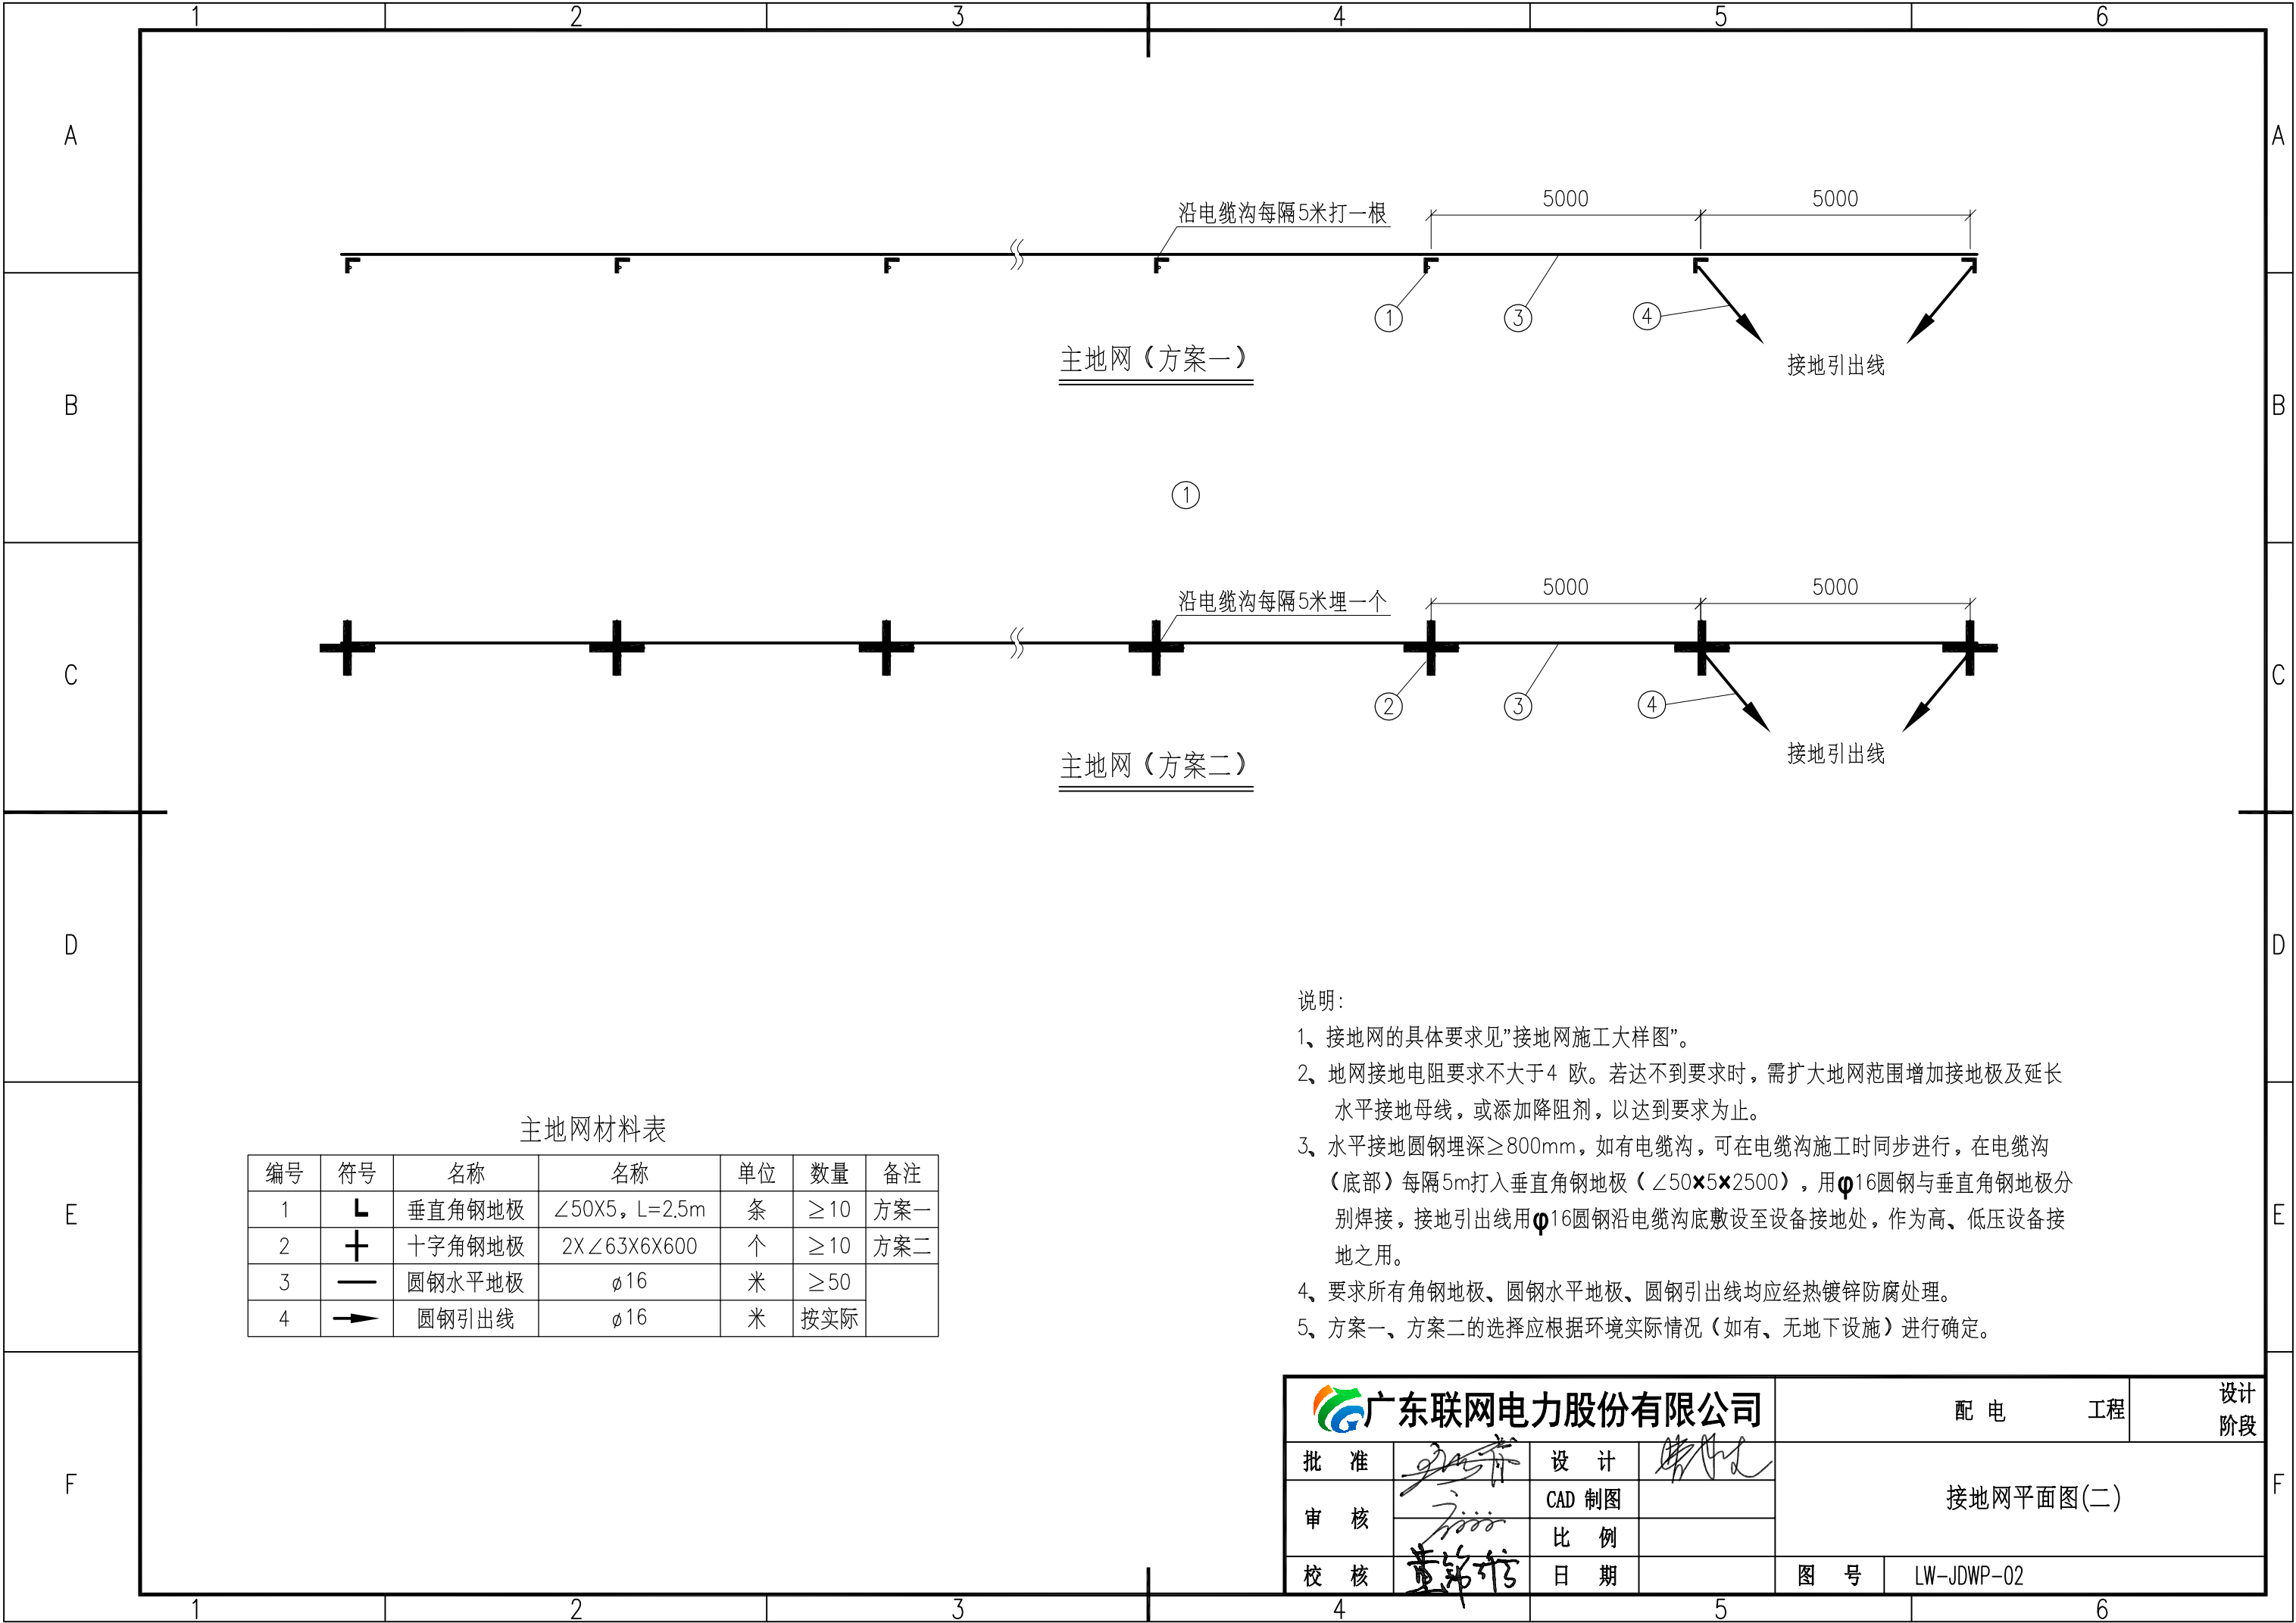 1 2 3 4 5 6
A A
沿电缆沟每隔5米打一根
5000 5000
① ③ ④
主地网（方案一）
接地引出线
B B
①
沿电缆沟每隔5米埋一个
5000 5000
C C
② ③ ④
主地网（方案二）
接地引出线
D D
说明：
1、接地网的具体要求见"接地网施工大样图"。
2、地网接地电阻要求不大于4 欧。若达不到要求时，需扩大地网范围增加接地极及延长
水平接地母线，或添加降阻剂，以达到要求为止。
3、水平接地圆钢埋深≥800mm，如有电缆沟，可在电缆沟施工时同步进行，在电缆沟
（底部）每隔5m打入垂直角钢地极（∠50×5×2500），用φ16圆钢与垂直角钢地极分
别焊接，接地引出线用φ16圆钢沿电缆沟底敷设至设备接地处，作为高、低压设备接
地之用。
4、要求所有角钢地极、圆钢水平地极、圆钢引出线均应经热镀锌防腐处理。
5、方案一、方案二的选择应根据环境实际情况（如有、无地下设施）进行确定。
主地网材料表
编号 符号 名称 名称 单位 数量 备注
1 垂直角钢地极 ∠50X5，L=2.5m 条 ≥10 方案一
2 十字角钢地极 2X∠63X6X600 个 ≥10 方案二
3 圆钢水平地极 ø16 米 ≥50
4 圆钢引出线 ø16 米 按实际
E E
F F
广东联网电力股份有限公司 配 电 工程 设计
阶段
批 准 设 计
审 核 CAD 制图 接地网平面图(二)
比 例
校 核 日 期 图 号 LW-JDWP-02
1 2 3 4 5 6